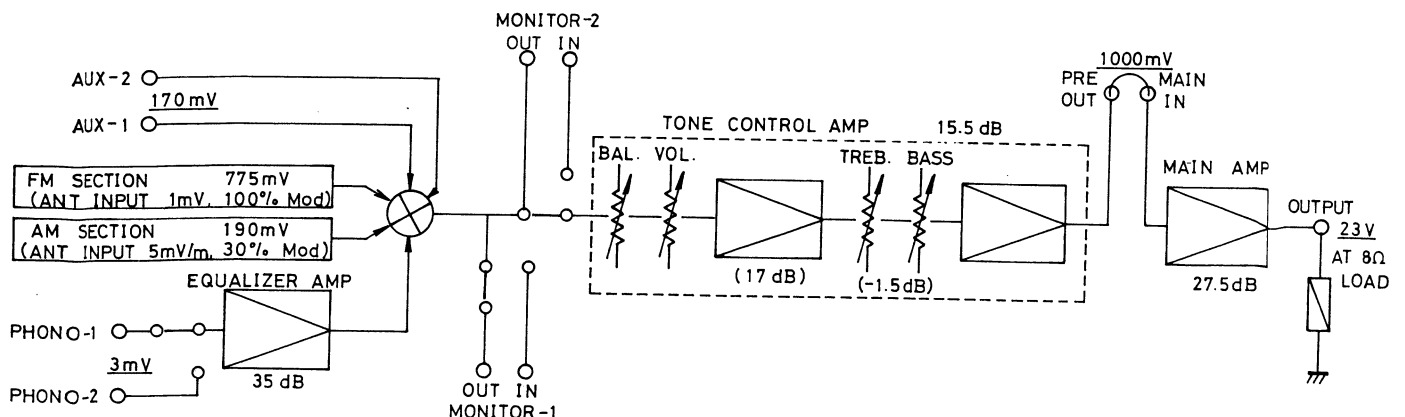 MONITOR-2
OUT IN
AUX-2
170mV
AUX-1
1000mV
PRE MAIN
OUT IN
TONE CONTROL AMP 15.5 dB
BAL. VOL. TREB. BASS
FM SECTION 775mV
(ANT INPUT 1mV, 100% Mod)
AM SECTION 190mV
(ANT INPUT 5mV/m, 30% Mod)
MAIN AMP
OUTPUT
23V
AT 8Ω
LOAD
(17 dB) (-1.5dB)
27.5dB
EQUALIZER AMP
PHONO-1
3mV
35 dB
PHONO-2
OUT IN
MONITOR-1